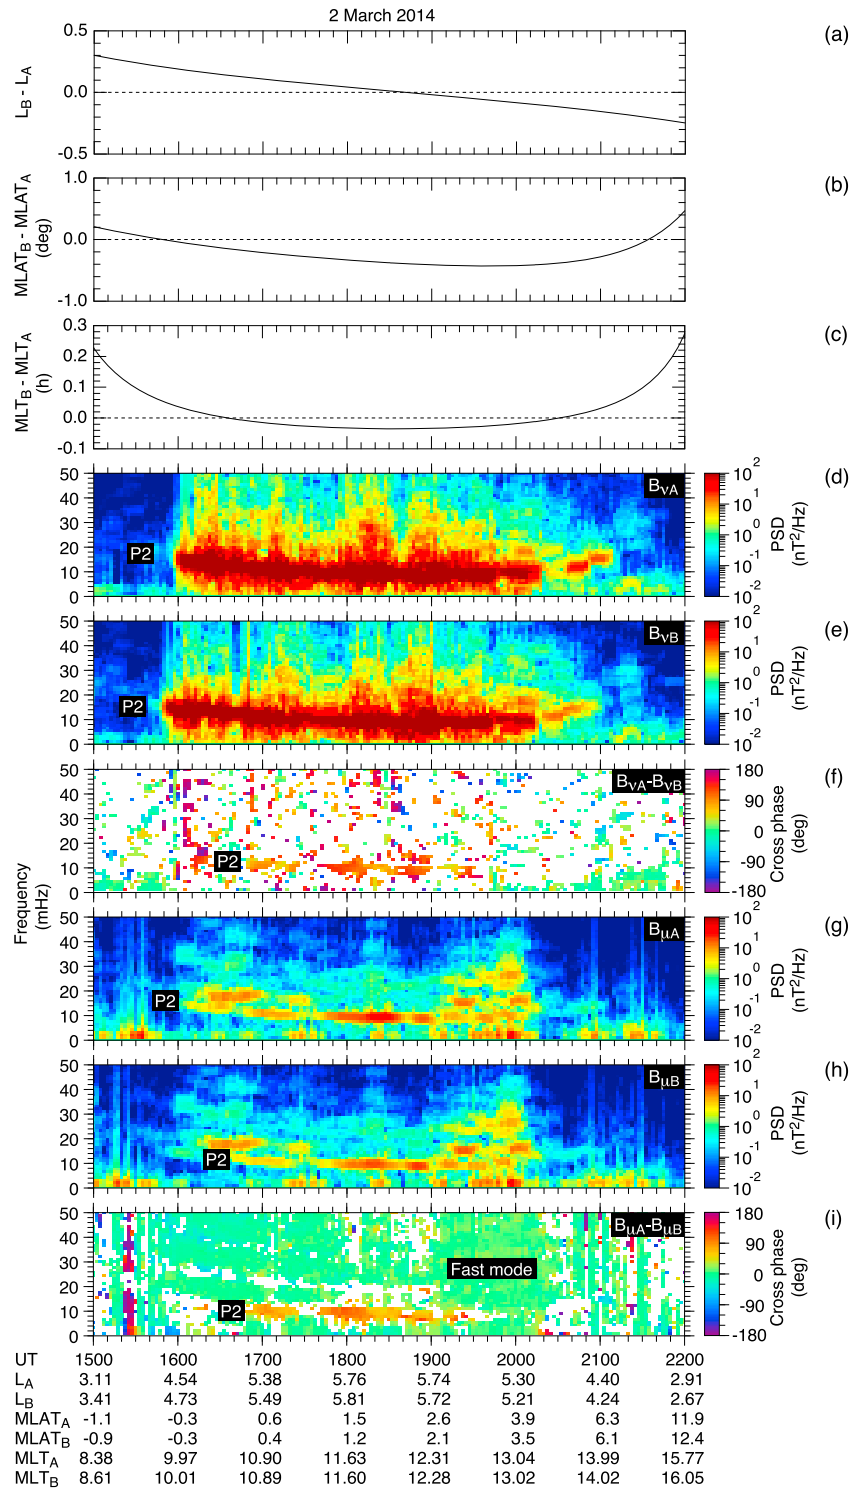 2 March 2014
(a)
L_B - L_A
0.5
0.0
-0.5
(b)
MLAT_B - MLAT_A
(deg)
1.0
0.0
-1.0
(c)
MLT_B - MLT_A
(h)
0.3
0.2
0.1
0.0
-0.1
(d)
50
40
30
20
10
0
P2
B_νA
10^2
10^1
10^0
10^-1
10^-2
PSD
(nT^2/Hz)
(e)
50
40
30
20
10
0
P2
B_νB
10^2
10^1
10^0
10^-1
10^-2
PSD
(nT^2/Hz)
(f)
50
40
30
20
10
0
P2
B_νA-B_νB
180
90
0
-90
-180
Cross phase
(deg)
Frequency
(mHz)
(g)
50
40
30
20
10
0
P2
B_μA
10^2
10^1
10^0
10^-1
10^-2
PSD
(nT^2/Hz)
(h)
50
40
30
20
10
0
P2
B_μB
10^2
10^1
10^0
10^-1
10^-2
PSD
(nT^2/Hz)
(i)
50
40
30
20
10
0
P2
Fast mode
B_μA-B_μB
180
90
0
-90
-180
Cross phase
(deg)
UT 1500 1600 1700 1800 1900 2000 2100 2200
L_A 3.11 4.54 5.38 5.76 5.74 5.30 4.40 2.91
L_B 3.41 4.73 5.49 5.81 5.72 5.21 4.24 2.67
MLAT_A -1.1 -0.3 0.6 1.5 2.6 3.9 6.3 11.9
MLAT_B -0.9 -0.3 0.4 1.2 2.1 3.5 6.1 12.4
MLT_A 8.38 9.97 10.90 11.63 12.31 13.04 13.99 15.77
MLT_B 8.61 10.01 10.89 11.60 12.28 13.02 14.02 16.05